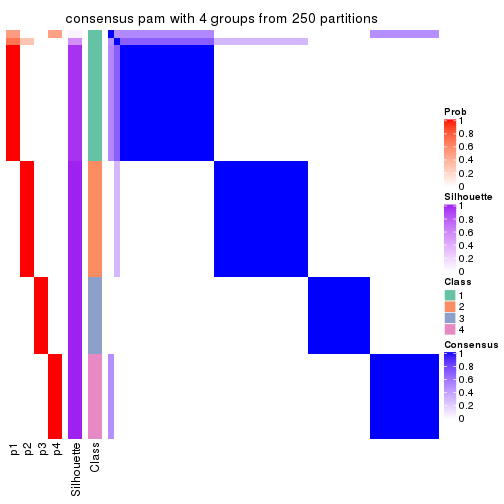 consensus pam with 4 groups from 250 partitions
Prob
1
0.8
0.6
0.4
0.2
0
Silhouette
1
0.8
0.6
0.4
0.2
0
Class
1
2
3
4
Consensus
1
0.8
0.6
0.4
0.2
0
p1
p2
p3
p4
Silhouette
Class